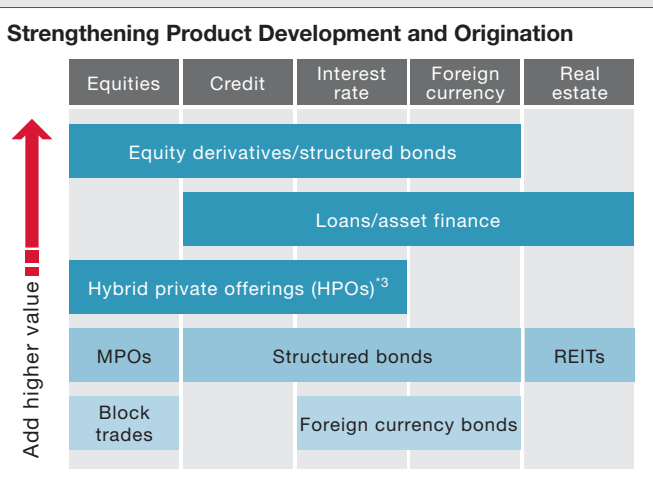 Strengthening Product Development and Origination
Equities
Credit
Interest
rate
Foreign
currency
Real
estate
Equity derivatives/structured bonds
Loans/asset finance
Hybrid private offerings (HPOs)*3
MPOs
Structured bonds
REITs
Block
trades
Foreign currency bonds
Add higher value